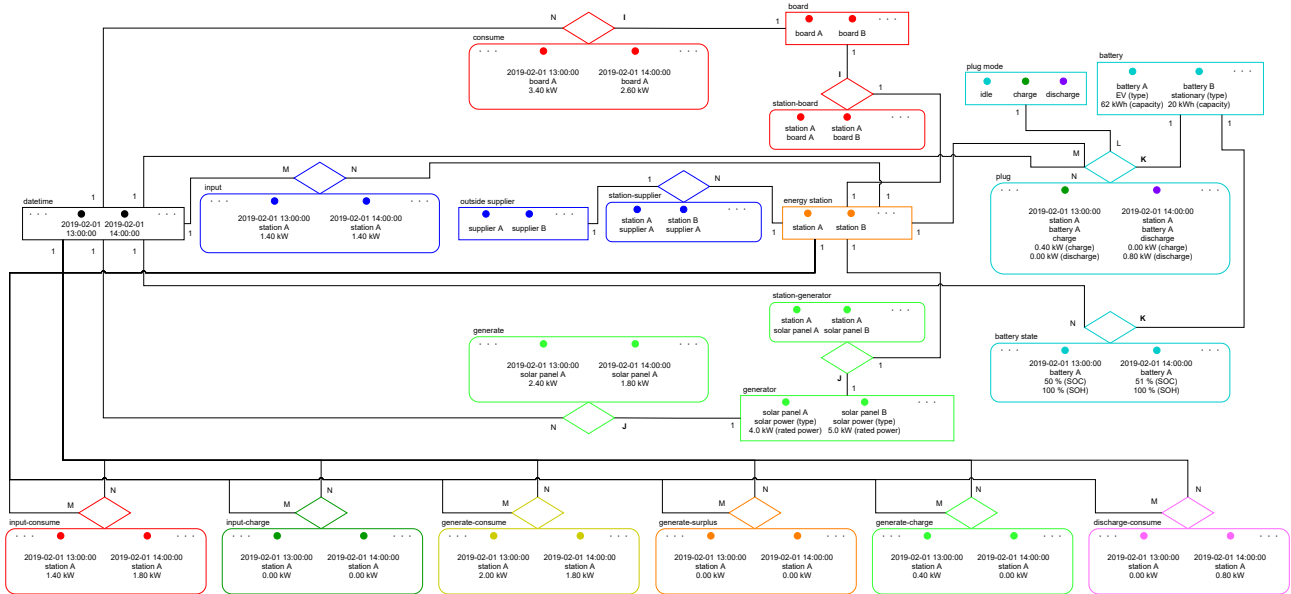 board
N
I
1
board A
board B
. . .
consume
. . .
. . .
2019-02-01 13:00:00
board A
3.40 kW
2019-02-01 14:00:00
board A
2.60 kW
1
I
1
station-board
station A
board A
station A
board B
. . .
plug mode
idle
charge
discharge
1
battery
battery A
EV (type)
62 kWh (capacity)
battery B
stationary (type)
20 kWh (capacity)
. . .
1
1
L
M
K
N
plug
. . .
. . .
2019-02-01 13:00:00
station A
battery A
charge
0.40 kW (charge)
0.00 kW (discharge)
2019-02-01 14:00:00
station A
battery A
discharge
0.00 kW (charge)
0.80 kW (discharge)
M
N
input
. . .
. . .
2019-02-01 13:00:00
station A
1.40 kW
2019-02-01 14:00:00
station A
1.40 kW
1
1
datetime
. . .
. . .
2019-02-01
13:00:00
2019-02-01
14:00:00
1
1
1
1
1
outside supplier
supplier A
supplier B
. . .
1
1
N
station-supplier
station A
supplier A
station B
supplier A
. . .
energy station
1
1
station A
station B
. . .
1
1
1
1
station-generator
station A
solar panel A
station A
solar panel B
. . .
1
J
1
generate
. . .
. . .
2019-02-01 13:00:00
solar panel A
2.40 kW
2019-02-01 14:00:00
solar panel A
1.80 kW
N
J
1
generator
solar panel A
solar power (type)
4.0 kW (rated power)
solar panel B
solar power (type)
5.0 kW (rated power)
. . .
N
K
battery state
. . .
. . .
2019-02-01 13:00:00
battery A
50 % (SOC)
100 % (SOH)
2019-02-01 14:00:00
battery A
51 % (SOC)
100 % (SOH)
M
N
input-consume
. . .
. . .
2019-02-01 13:00:00
station A
1.40 kW
2019-02-01 14:00:00
station A
1.80 kW
M
N
input-charge
. . .
. . .
2019-02-01 13:00:00
station A
0.00 kW
2019-02-01 14:00:00
station A
0.00 kW
M
N
generate-consume
. . .
. . .
2019-02-01 13:00:00
station A
2.00 kW
2019-02-01 14:00:00
station A
1.80 kW
M
N
generate-surplus
. . .
. . .
2019-02-01 13:00:00
station A
0.00 kW
2019-02-01 14:00:00
station A
0.00 kW
M
N
generate-charge
. . .
. . .
2019-02-01 13:00:00
station A
0.40 kW
2019-02-01 14:00:00
station A
0.00 kW
M
N
discharge-consume
. . .
. . .
2019-02-01 13:00:00
station A
0.00 kW
2019-02-01 14:00:00
station A
0.80 kW